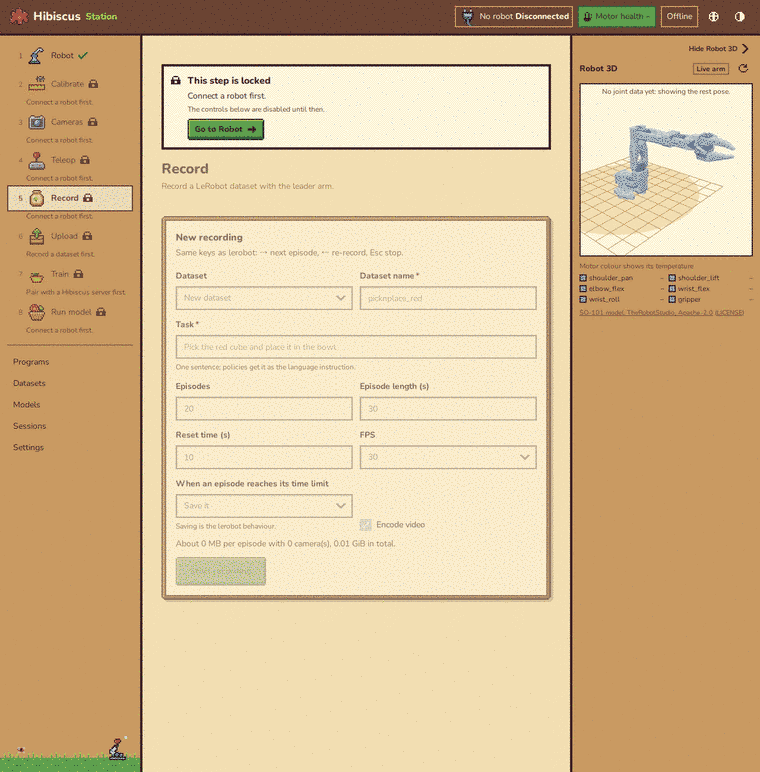 Hibiscus Station
No robot Disconnected
Motor health –
Offline
1 Robot
2 Calibrate
Connect a robot first.
3 Cameras
Connect a robot first.
4 Teleop
Connect a robot first.
5 Record
Connect a robot first.
6 Upload
Record a dataset first.
7 Train
Pair with a Hibiscus server first.
8 Run model
Connect a robot first.
Programs
Datasets
Models
Sessions
Settings
This step is locked
Connect a robot first.
The controls below are disabled until then.
Go to Robot →
Record
Record a LeRobot dataset with the leader arm.
New recording
Same keys as lerobot: → next episode, ← re-record, Esc stop.
Dataset
New dataset
Dataset name *
picknplace_red
Task *
Pick the red cube and place it in the bowl.
One sentence; policies get it as the language instruction.
Episodes
20
Episode length (s)
30
Reset time (s)
10
FPS
30
When an episode reaches its time limit
Save it
Saving is the lerobot behaviour.
Encode video
About 0 MB per episode with 0 camera(s), 0.01 GiB in total.
Hide Robot 3D
Robot 3D
Live arm
No joint data yet: showing the rest pose.
Motor colour shows its temperature
shoulder_pan –
shoulder_lift –
elbow_flex –
wrist_flex –
wrist_roll –
gripper –
SO-101 model, TheRobotStudio, Apache-2.0 (LICENSE)